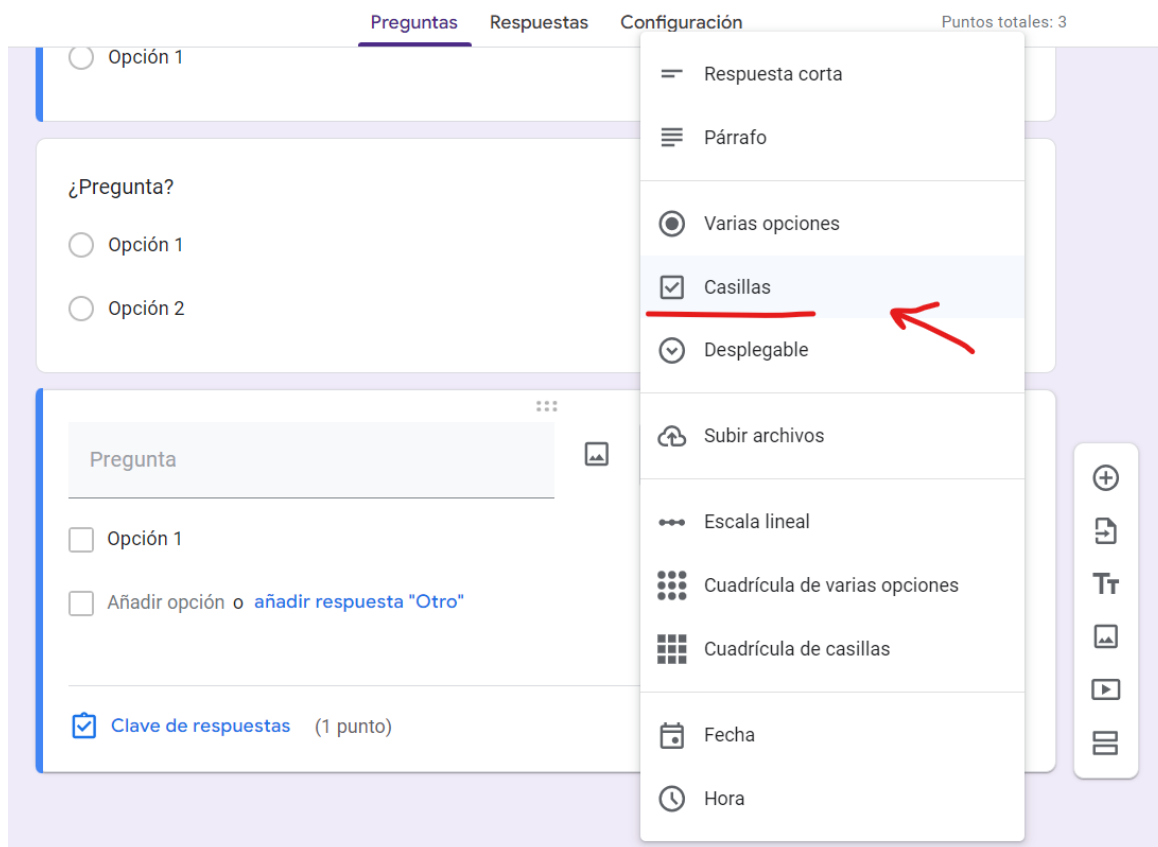 Preguntas Respuestas Configuración Puntos totales: 3
Opción 1
¿Pregunta?
Opción 1
Opción 2
Pregunta
Opción 1
Añadir opción o añadir respuesta "Otro"
Clave de respuestas (1 punto)
Respuesta corta
Párrafo
Varias opciones
Casillas
Desplegable
Subir archivos
Escala lineal
Cuadrícula de varias opciones
Cuadrícula de casillas
Fecha
Hora
Tт